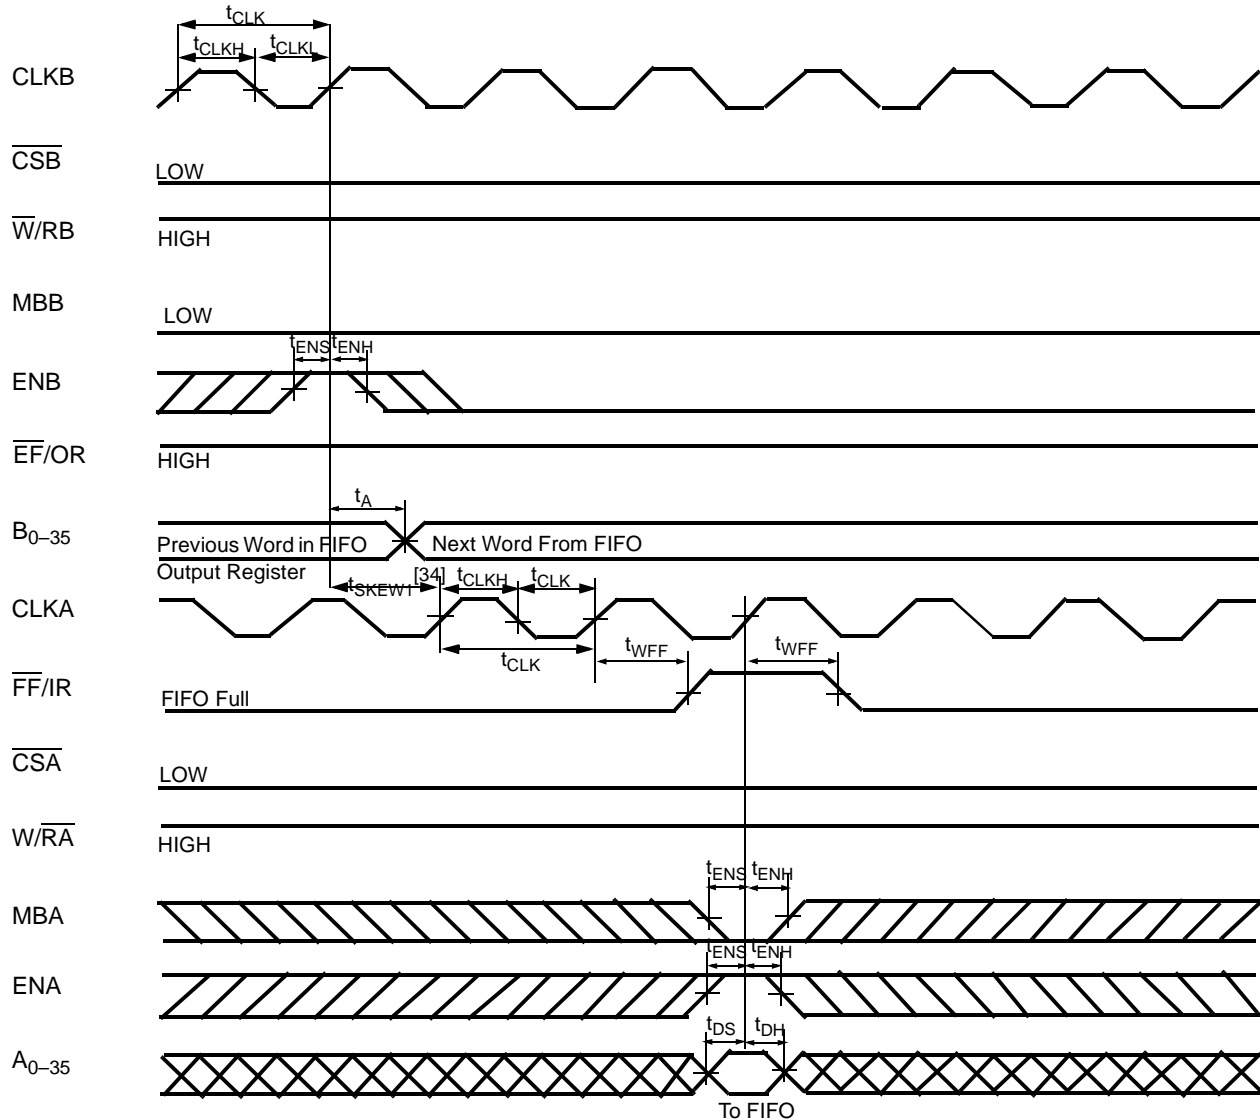 tCLK
tCLKH tCLKL
CLKB
CSB
LOW
W/RB
HIGH
MBB
LOW
tENS tENH
ENB
EF/OR
HIGH
tA
B0–35
Previous Word in FIFO Next Word From FIFO
Output Register
tSKEW1[34] tCLKH tCLK
CLKA
tCLK tWFF tWFF
FF/IR
FIFO Full
CSA
LOW
W/RA
HIGH
tENS tENH
MBA
tENS tENH
ENA
tDS tDH
A0–35
To FIFO